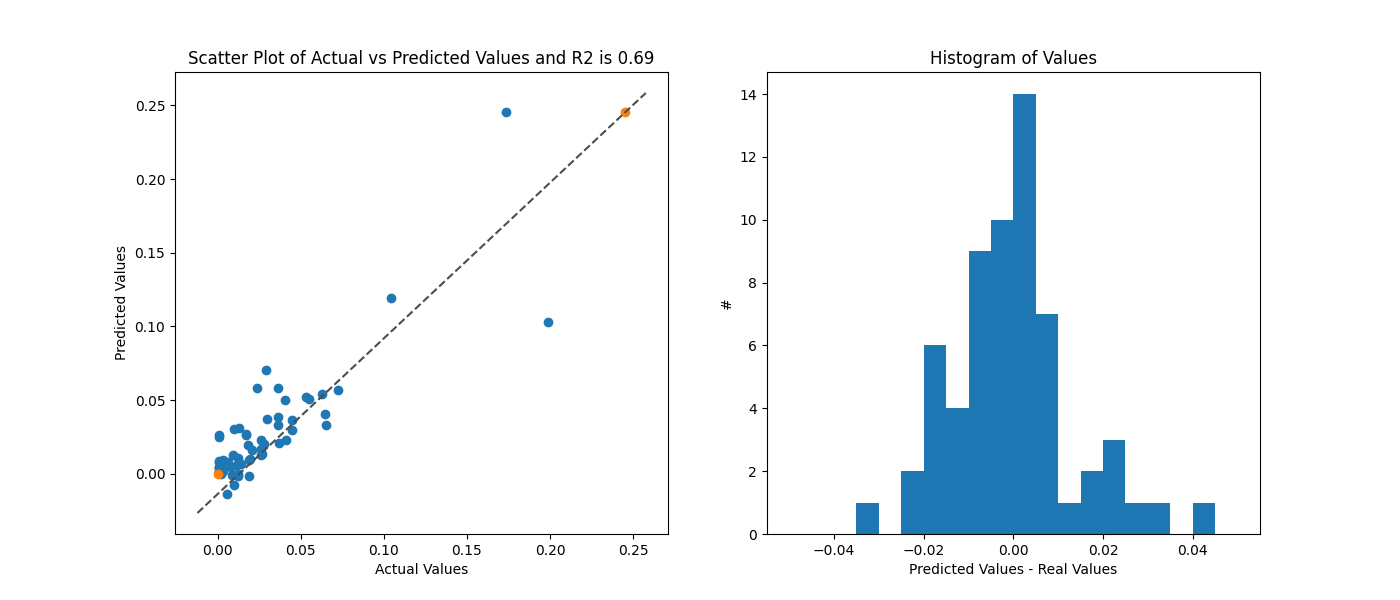 Scatter Plot of Actual vs Predicted Values and R2 is 0.69
0.25
0.20
0.15
0.10
0.05
0.00
Predicted Values
0.00 0.05 0.10 0.15 0.20 0.25
Actual Values
Histogram of Values
14
12
10
8
6
4
2
0
#
−0.04 −0.02 0.00 0.02 0.04
Predicted Values - Real Values